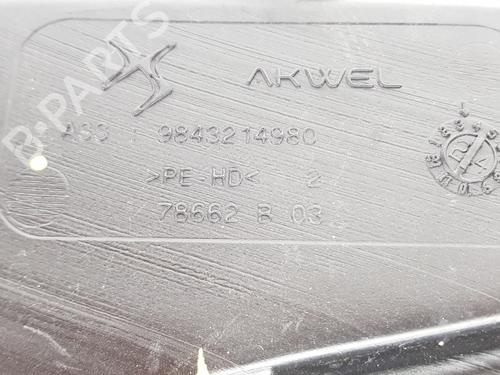 AKWEL
ASS : 9843214980
>PE-HD< 2
78662 B 03
B-PARTS